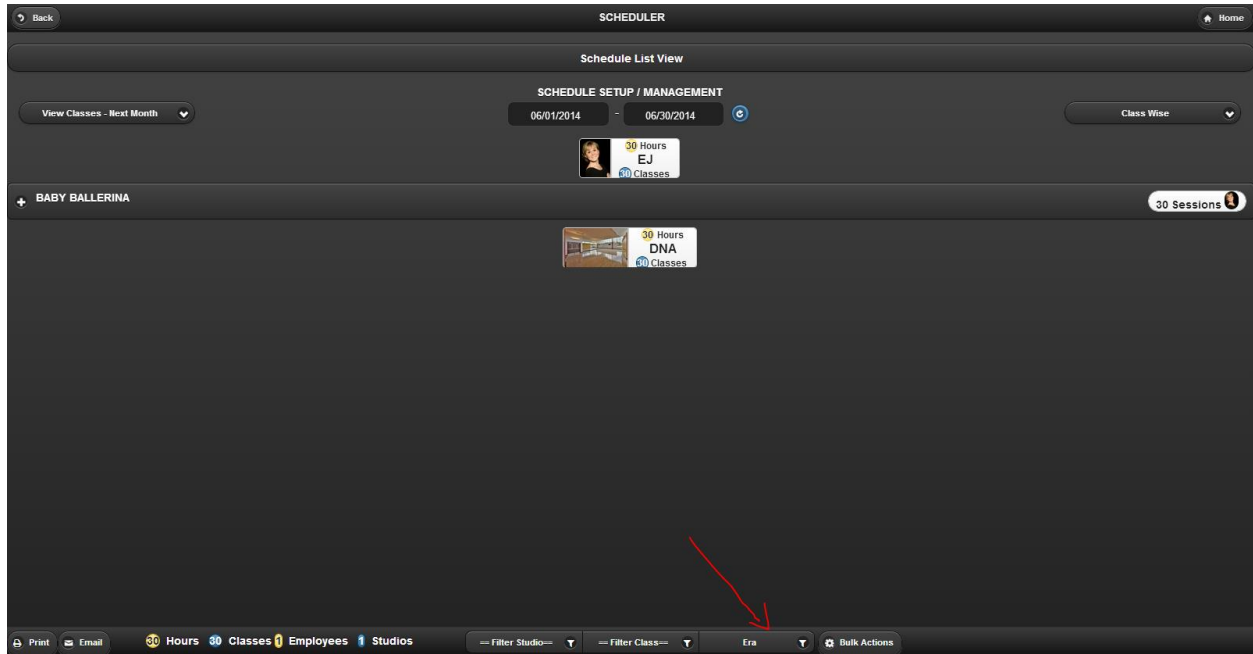 Back
SCHEDULER
Home
Schedule List View
SCHEDULE SETUP / MANAGEMENT
View Classes - Next Month
06/01/2014 - 06/30/2014
Class Wise
30 Hours
EJ
30 Classes
BABY BALLERINA
30 Sessions
30 Hours
DNA
30 Classes
Print Email 30 Hours 30 Classes 1 Employees 1 Studios == Filter Studio== == Filter Class== Era Bulk Actions